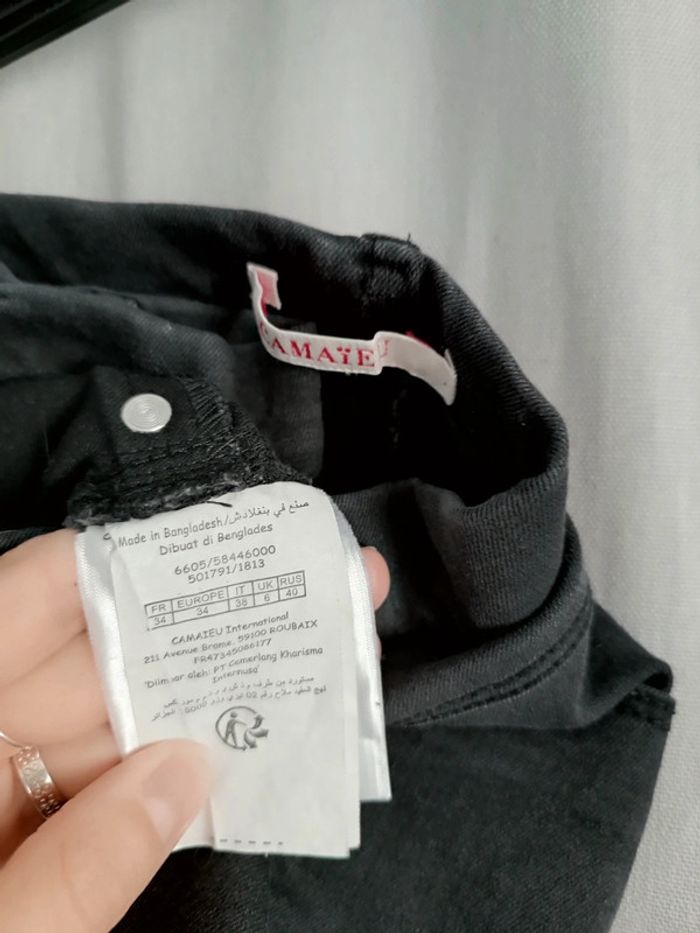 CAMAÏE
Made in Bangladesh/صنع في بنغلادش
Dibuat di Benglades
6605/58446000
501791/1813
FR EUROPE IT UK RUS
34 34 38 6 40
CAMAIEU International
211 Avenue Brame. 59100 ROUBAIX
FR47345086177
'Diimpor oleh: PT Gemerlang Kharisma
Internusa'